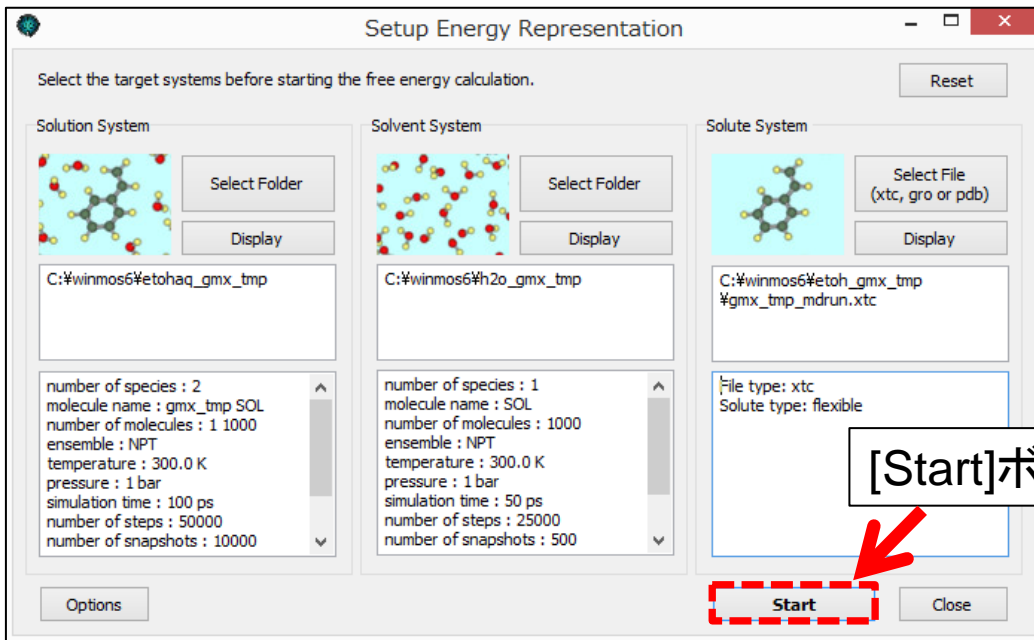 Setup Energy Representation
Select the target systems before starting the free energy calculation.
Reset
Solution System
Select Folder
Display
C:¥winmos6¥etohaq_gmx_tmp
number of species : 2
molecule name : gmx_tmp SOL
number of molecules : 1 1000
ensemble : NPT
temperature : 300.0 K
pressure : 1 bar
simulation time : 100 ps
number of steps : 50000
number of snapshots : 10000
Solvent System
Select Folder
Display
C:¥winmos6¥h2o_gmx_tmp
number of species : 1
molecule name : SOL
number of molecules : 1000
ensemble : NPT
temperature : 300.0 K
pressure : 1 bar
simulation time : 50 ps
number of steps : 25000
number of snapshots : 500
Solute System
Select File
(xtc, gro or pdb)
Display
C:¥winmos6¥etoh_gmx_tmp
¥gmx_tmp_mdrun.xtc
File type: xtc
Solute type: flexible
[Start]ボ
Options
Start
Close